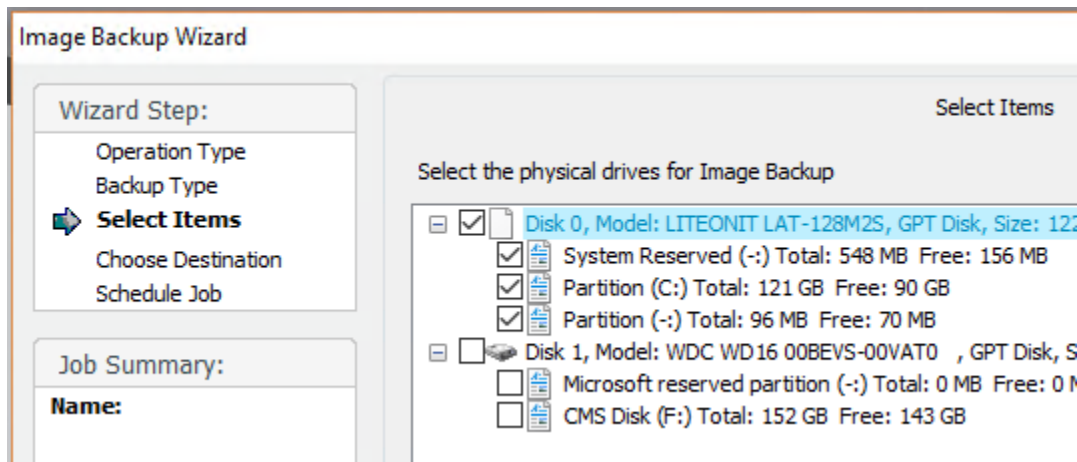 Image Backup Wizard
Wizard Step:
Operation Type
Backup Type
Select Items
Choose Destination
Schedule Job
Job Summary:
Name:
Select Items
Select the physical drives for Image Backup
Disk 0, Model: LITEONIT LAT-128M2S, GPT Disk, Size: 122
System Reserved (-:) Total: 548 MB Free: 156 MB
Partition (C:) Total: 121 GB Free: 90 GB
Partition (-:) Total: 96 MB Free: 70 MB
Disk 1, Model: WDC WD16 00BEVS-00VAT0 , GPT Disk, S
Microsoft reserved partition (-:) Total: 0 MB Free: 0 M
CMS Disk (F:) Total: 152 GB Free: 143 GB